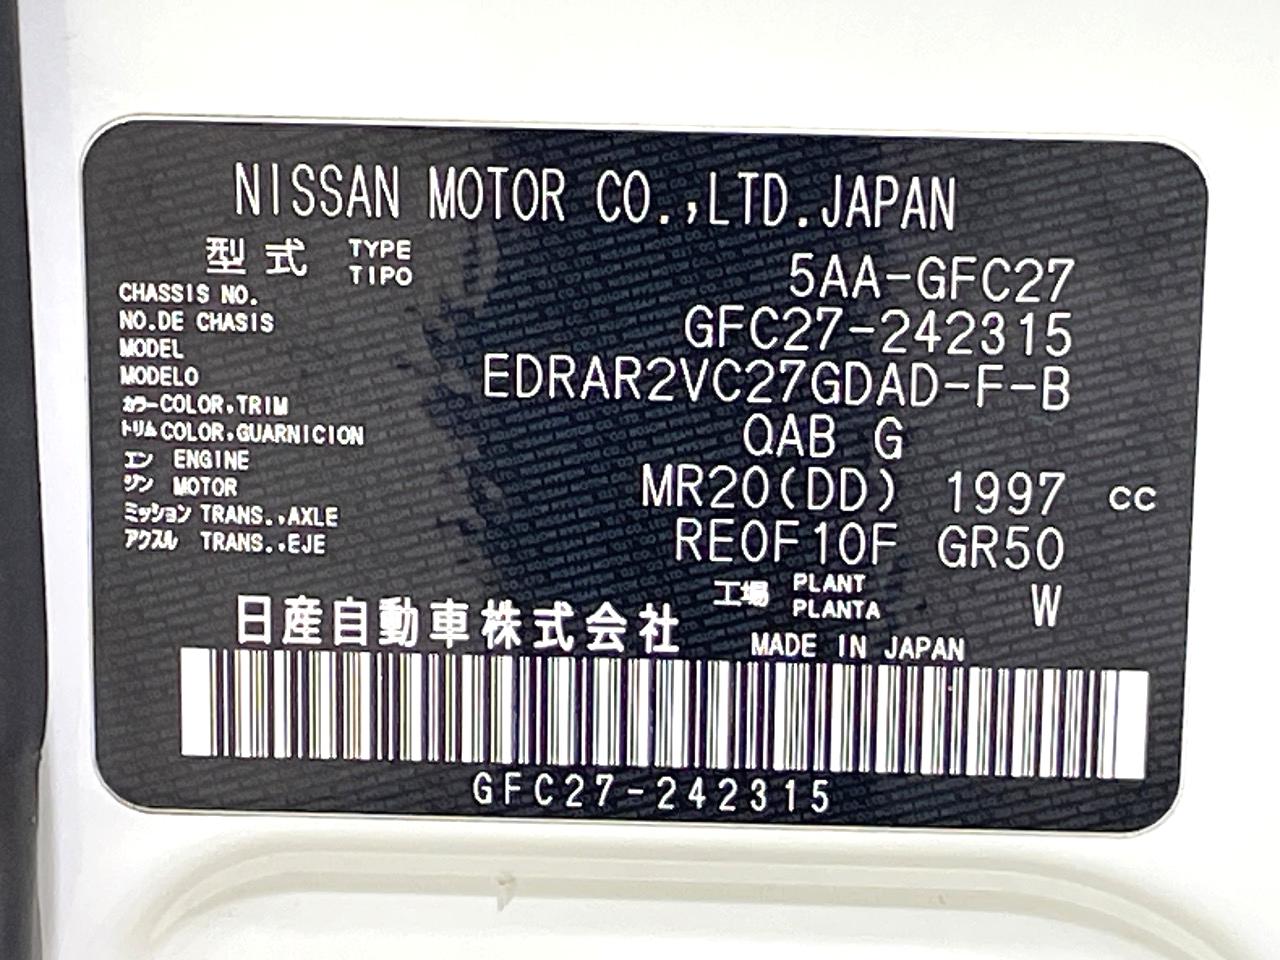 NISSAN MOTOR CO.,LTD.JAPAN
型式 TYPE TIPO 5AA-GFC27
CHASSIS NO.
NO.DE CHASIS GFC27-242315
MODEL
MODELO EDRAR2VC27GDAD-F-B
カラー COLOR,TRIM
トリム COLOR,GUARNICION QAB G
エン ENGINE
ジン MOTOR MR20(DD) 1997 cc
ミッション TRANS.,AXLE
アクスル TRANS.,EJE RE0F10F GR50
工場 PLANT PLANTA W
日産自動車株式会社 MADE IN JAPAN
GFC27-242315